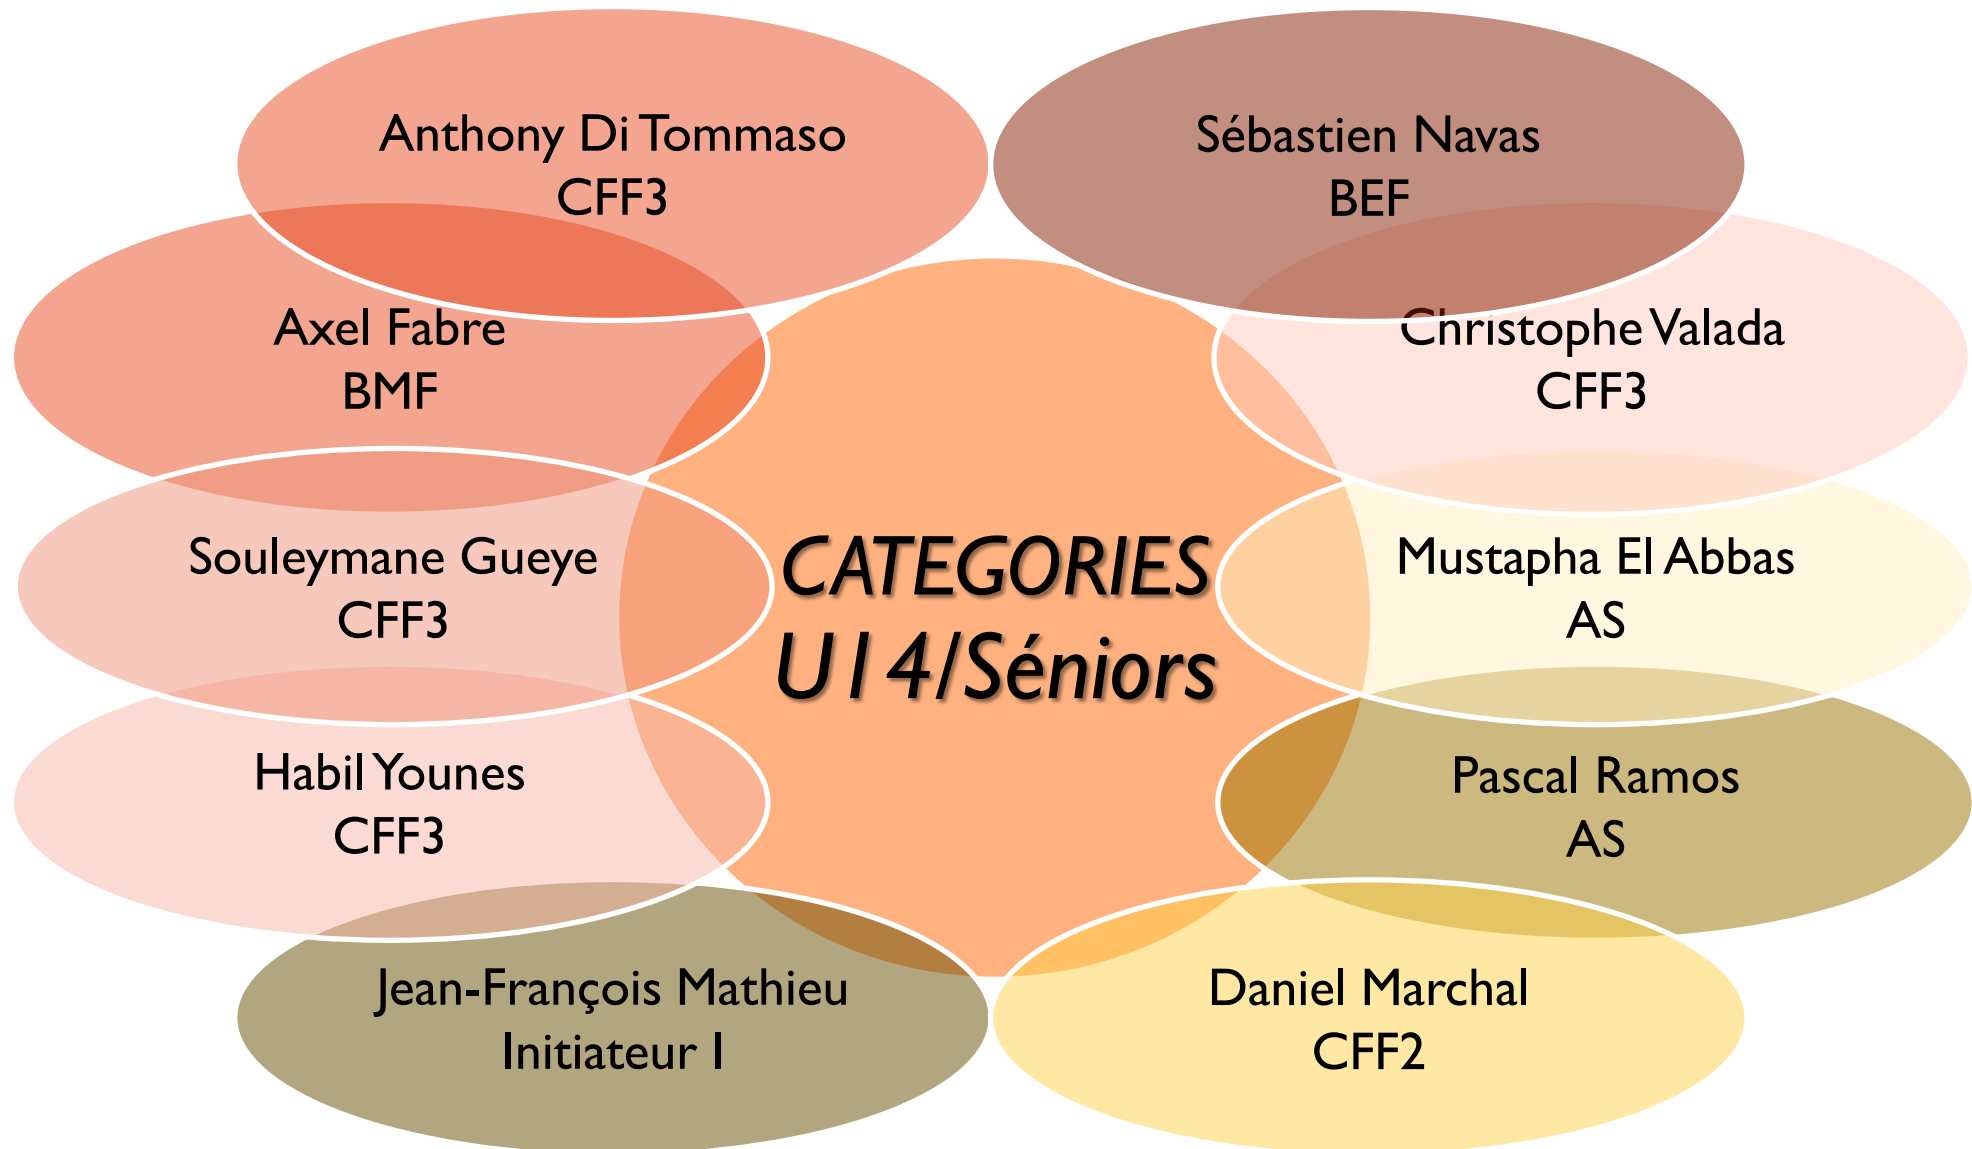 Anthony Di Tommaso
CFF3
Sébastien Navas
BEF
Axel Fabre
BMF
Christophe Valada
CFF3
CATEGORIES
U14/Séniors
Souleymane Gueye
CFF3
Mustapha El Abbas
AS
Habil Younes
CFF3
Pascal Ramos
AS
Jean-François Mathieu
Initiateur 1
Daniel Marchal
CFF2